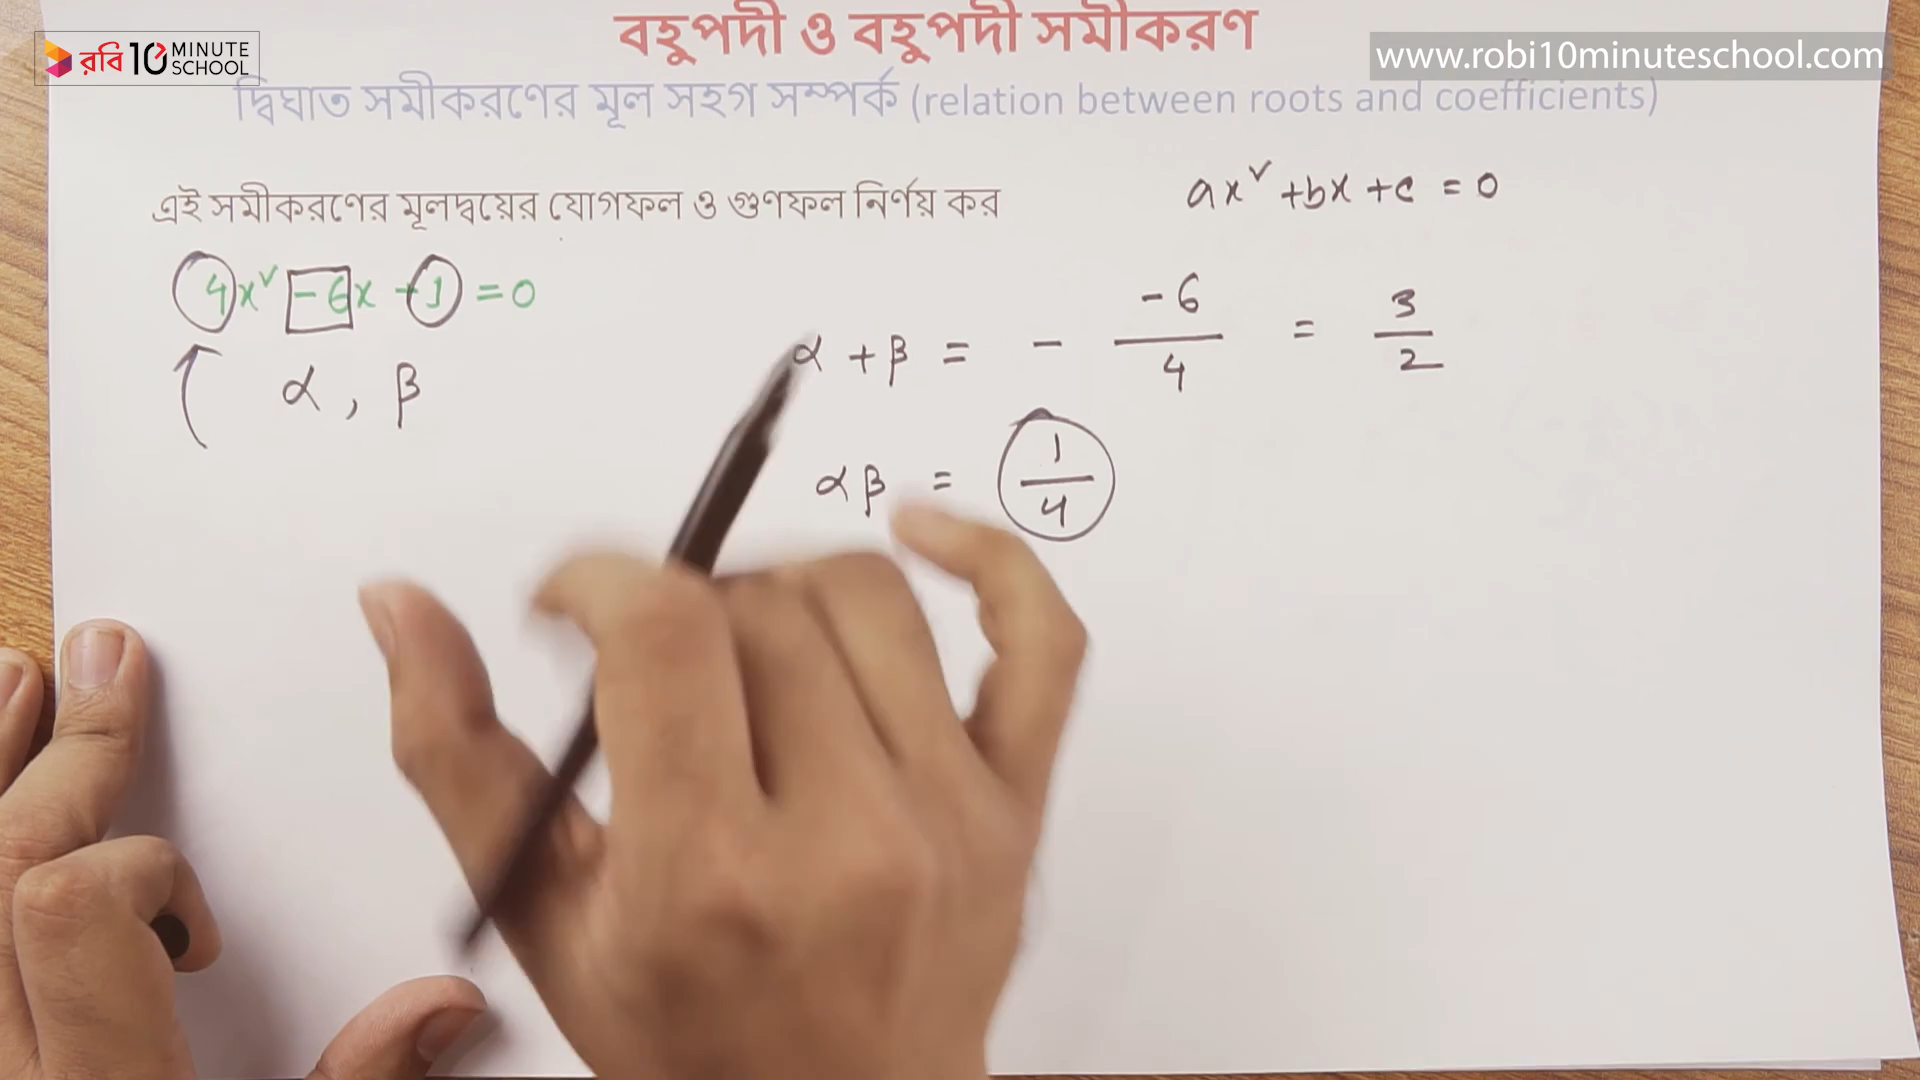 রবি 10 MINUTE SCHOOL
www.robi10minuteschool.com
বহুপদী ও বহুপদী সমীকরণ
দ্বিঘাত সমীকরণের মূল সহগ সম্পর্ক (relation between roots and coefficients)
এই সমীকরণের মূলদ্বয়ের যোগফল ও গুণফল নির্ণয় কর
ax² + bx + c = 0
4x² - 6x + 1 = 0
α, β
α + β = - -6/4 = 3/2
αβ = 1/4